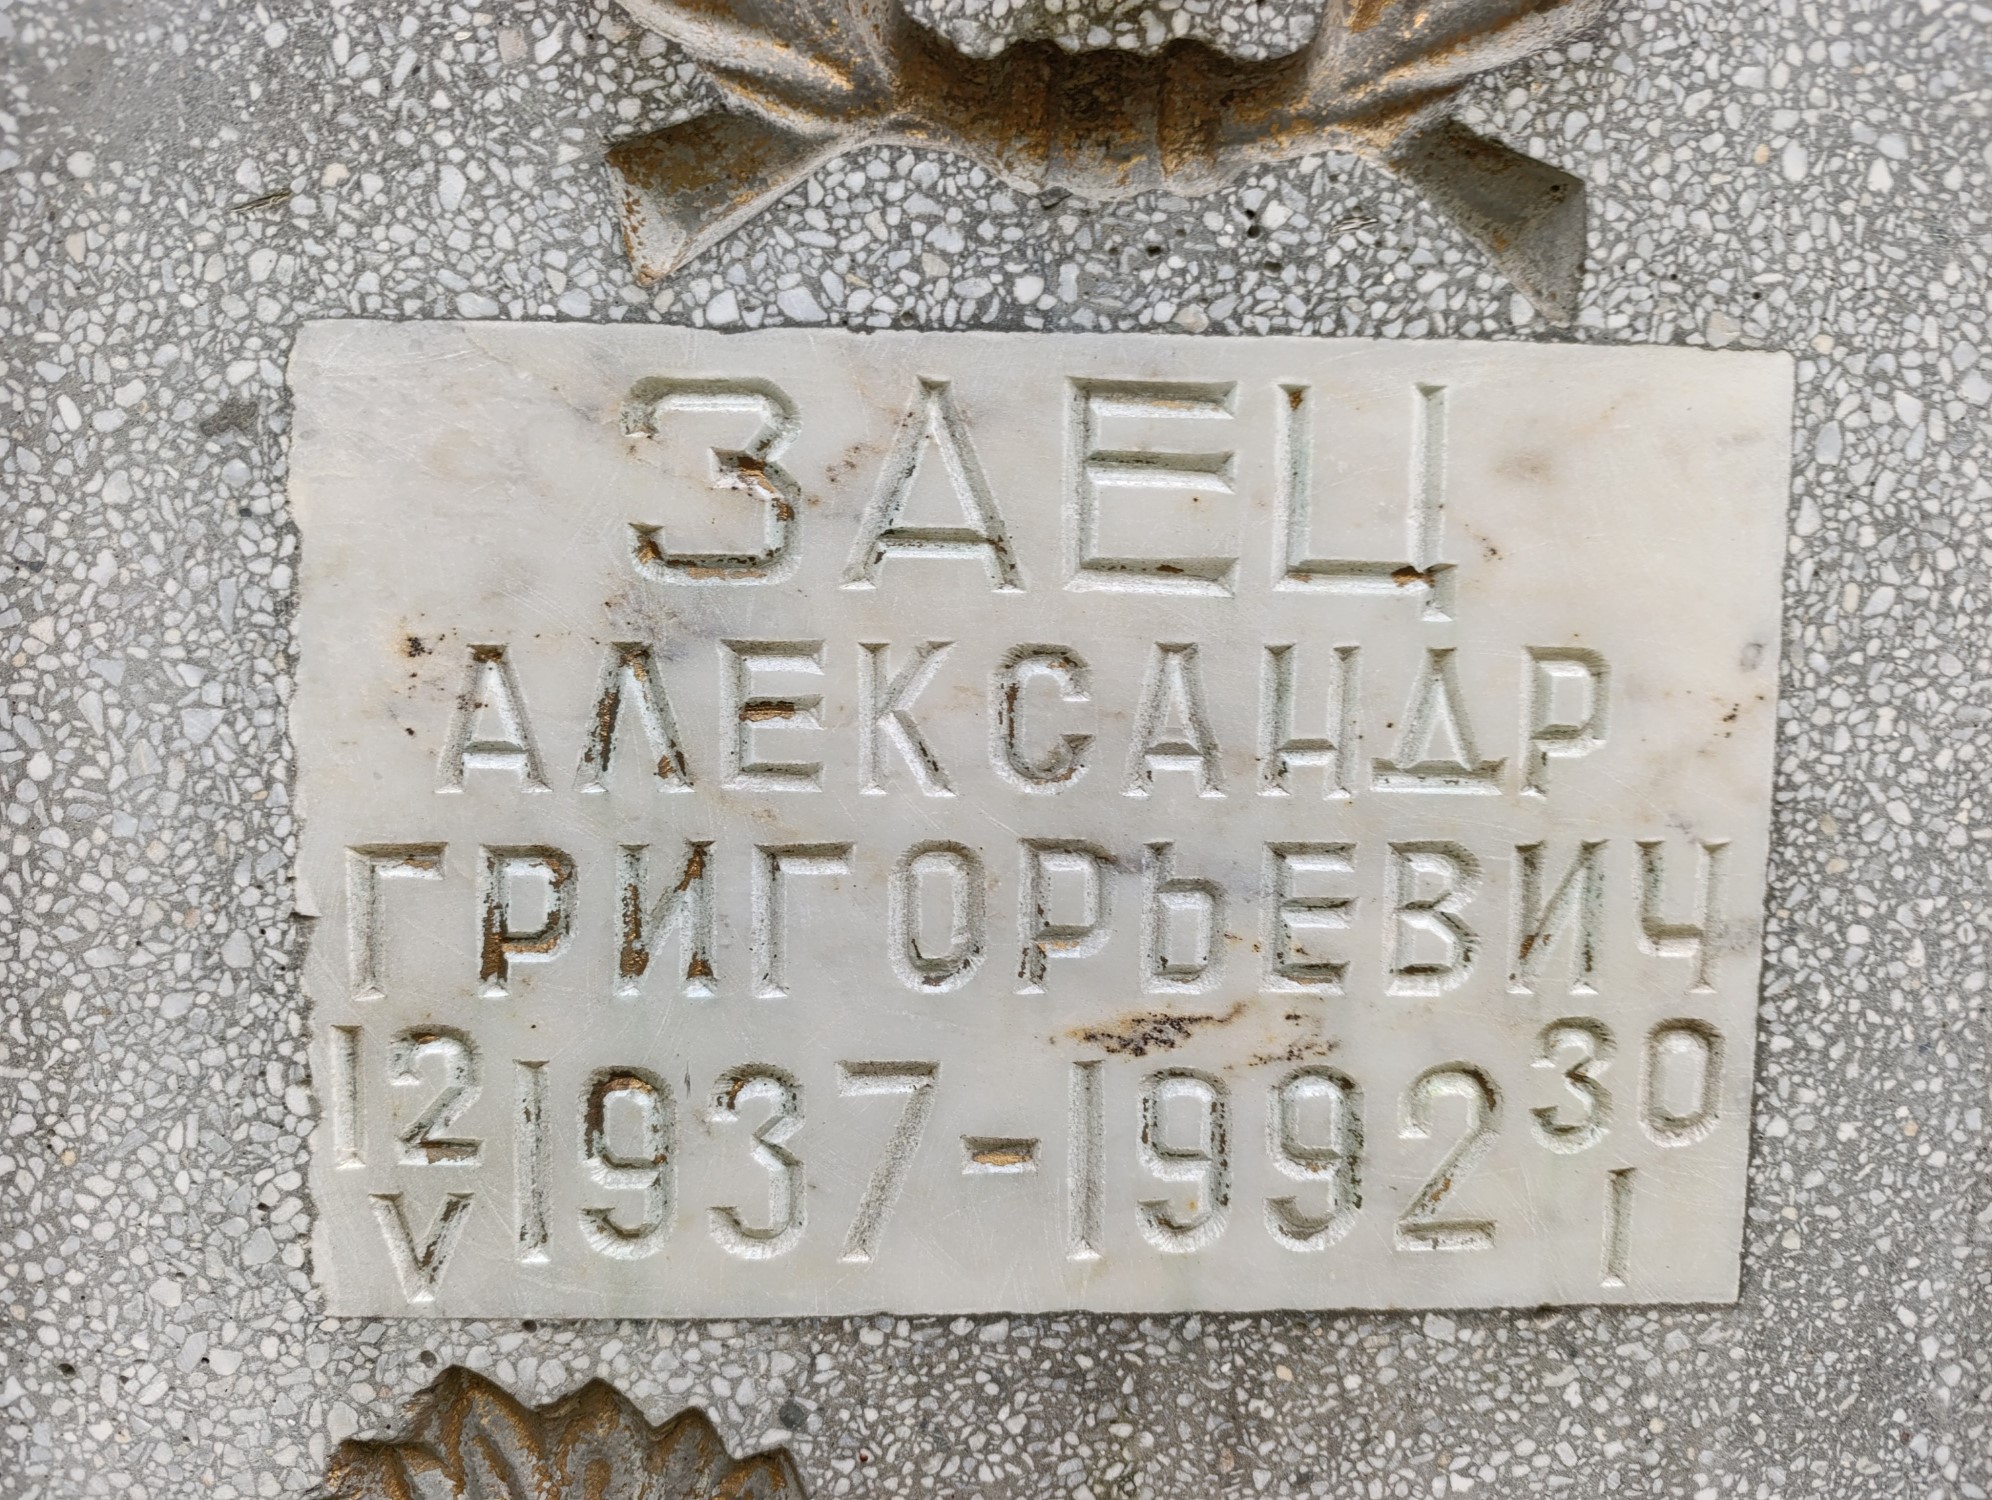 ЗАЕЦ
АЛЕКСАНДР
ГРИГОРЬЕВИЧ
12 V 1937-1992 30 I